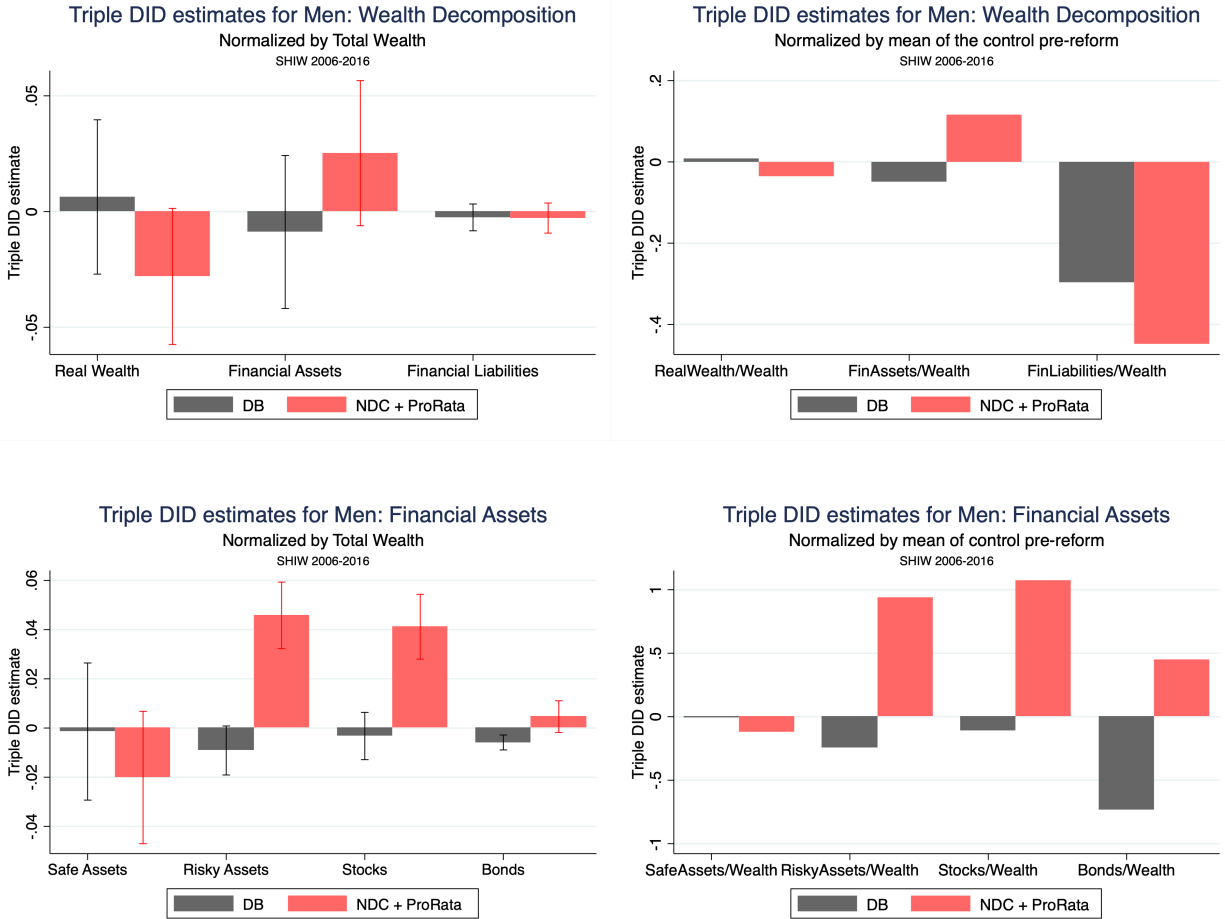 Triple DID estimates for Men: Wealth Decomposition
Normalized by Total Wealth
SHIW 2006-2016
Triple DID estimate
.05
0
-.05
Real Wealth
Financial Assets
Financial Liabilities
DB
NDC + ProRata
Triple DID estimates for Men: Wealth Decomposition
Normalized by mean of the control pre-reform
SHIW 2006-2016
Triple DID estimate
.2
0
-.2
-.4
RealWealth/Wealth
FinAssets/Wealth
FinLiabilities/Wealth
DB
NDC + ProRata
Triple DID estimates for Men: Financial Assets
Normalized by Total Wealth
SHIW 2006-2016
Triple DID estimate
.06
.04
.02
0
-.02
-.04
Safe Assets
Risky Assets
Stocks
Bonds
DB
NDC + ProRata
Triple DID estimates for Men: Financial Assets
Normalized by mean of control pre-reform
SHIW 2006-2016
Triple DID estimate
1
.5
0
-.5
-1
SafeAssets/Wealth
RiskyAssets/Wealth
Stocks/Wealth
Bonds/Wealth
DB
NDC + ProRata